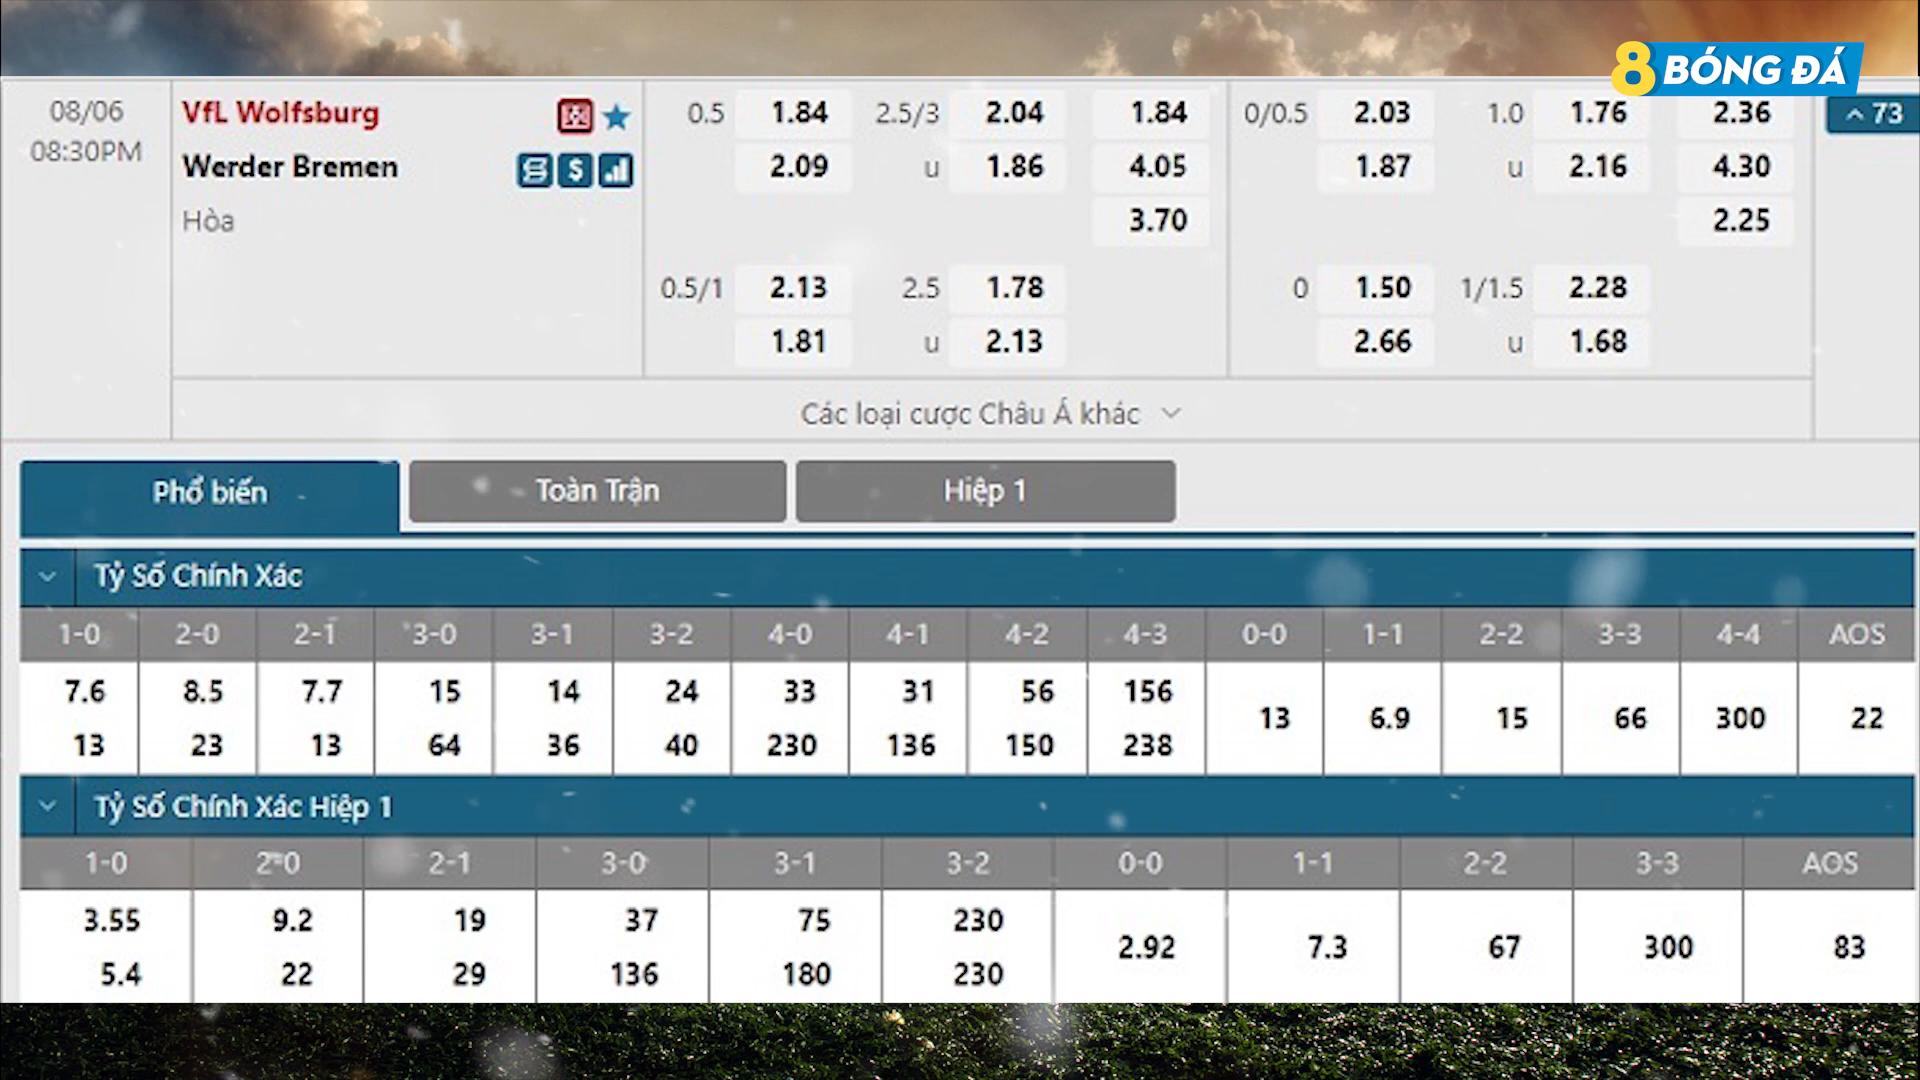 8 BÓNG ĐÁ
08/06 VfL Wolfsburg 0.5 1.84 2.5/3 2.04 1.84 0/0.5 2.03 1.0 1.76 2.36 73
08:30PM Werder Bremen $ 2.09 u 1.86 4.05 1.87 u 2.16 4.30
Hòa 3.70 2.25
0.5/1 2.13 2.5 1.78 0 1.50 1/1.5 2.28
1.81 u 2.13 2.66 u 1.68
Các loại cược Châu Á khác
Phổ biến Toàn Trận Hiệp 1
Tỷ Số Chính Xác
1-0 2-0 2-1 3-0 3-1 3-2 4-0 4-1 4-2 4-3 0-0 1-1 2-2 3-3 4-4 AOS
7.6 8.5 7.7 15 14 24 33 31 56 156
13 6.9 15 66 300 22
13 23 13 64 36 40 230 136 150 238
Tỷ Số Chính Xác Hiệp 1
1-0 2-0 2-1 3-0 3-1 3-2 0-0 1-1 2-2 3-3 AOS
3.55 9.2 19 37 75 230
2.92 7.3 67 300 83
5.4 22 29 136 180 230